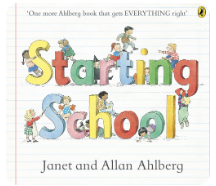 'One more Ahlberg book that gets EVERYTHING right'
Starting
School
Janet and Allan Ahlberg